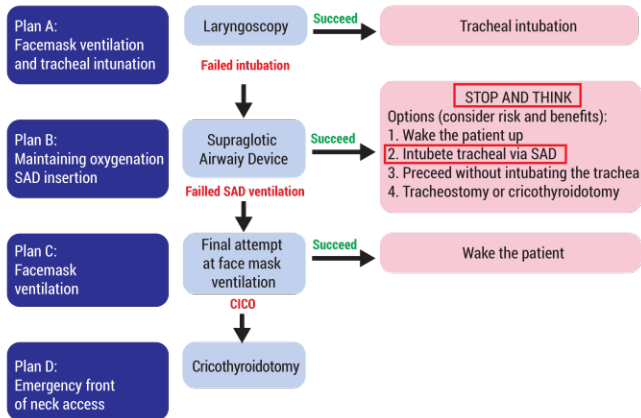 Plan A:
Facemask ventilation
and tracheal intunation
Laryngoscopy
Succeed
Tracheal intubation
Failed intubation
Plan B:
Maintaining oxygenation
SAD insertion
Supraglotic
Airwaiy Device
Succeed
STOP AND THINK
Options (consider risk and benefits):
1. Wake the patient up
2. Intubete tracheal via SAD
3. Preceed without intubating the trachea
4. Tracheostomy or cricothyroidotomy
Failled SAD ventilation
Plan C:
Facemask
ventilation
Final attempt
at face mask
ventilation
Succeed
Wake the patient
CICO
Plan D:
Emergency front
of neck access
Cricothyroidotomy